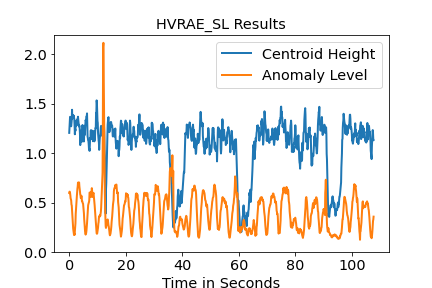 HVRAE_SL Results
Centroid Height
Anomaly Level
2.0
1.5
1.0
0.5
0.0
0 20 40 60 80 100
Time in Seconds